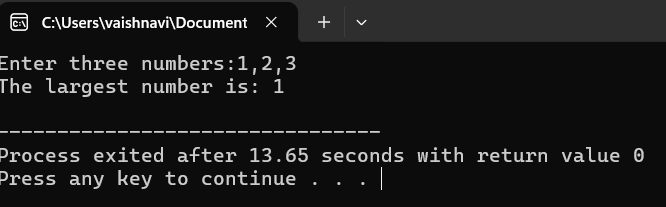 C:\Users\vaishnavi\Document
Enter three numbers:1,2,3
The largest number is: 1
--------------------------------
Process exited after 13.65 seconds with return value 0
Press any key to continue . . .